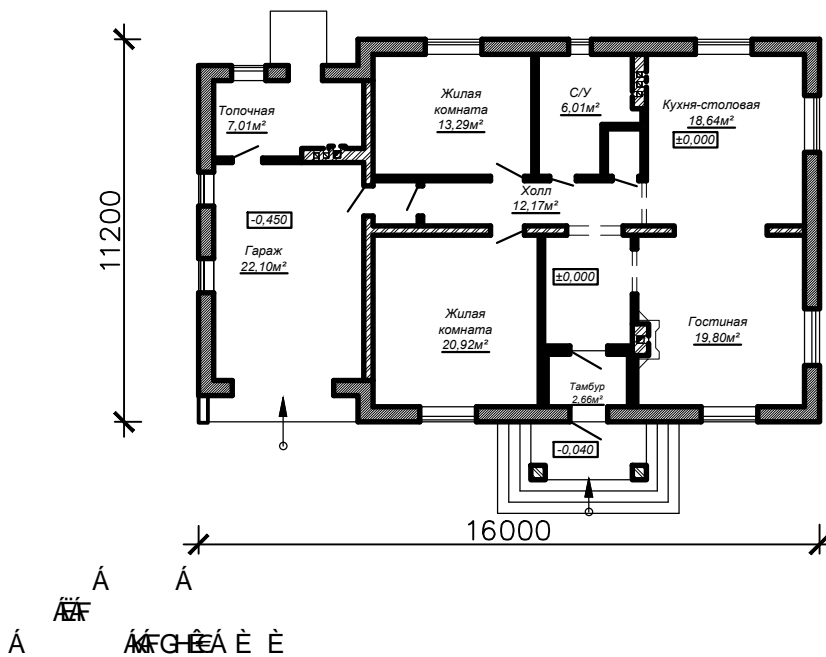 Жилая
комната
13,29м²
С/У
6,01м²
Кухня-столовая
18,64м²
±0,000
Топочная
7,01м²
Холл
12,17м²
-0,450
Гараж
22,10м²
11200
±0,000
Жилая
комната
20,92м²
Гостиная
19,80м²
Тамбур
2,66м²
-0,040
16000